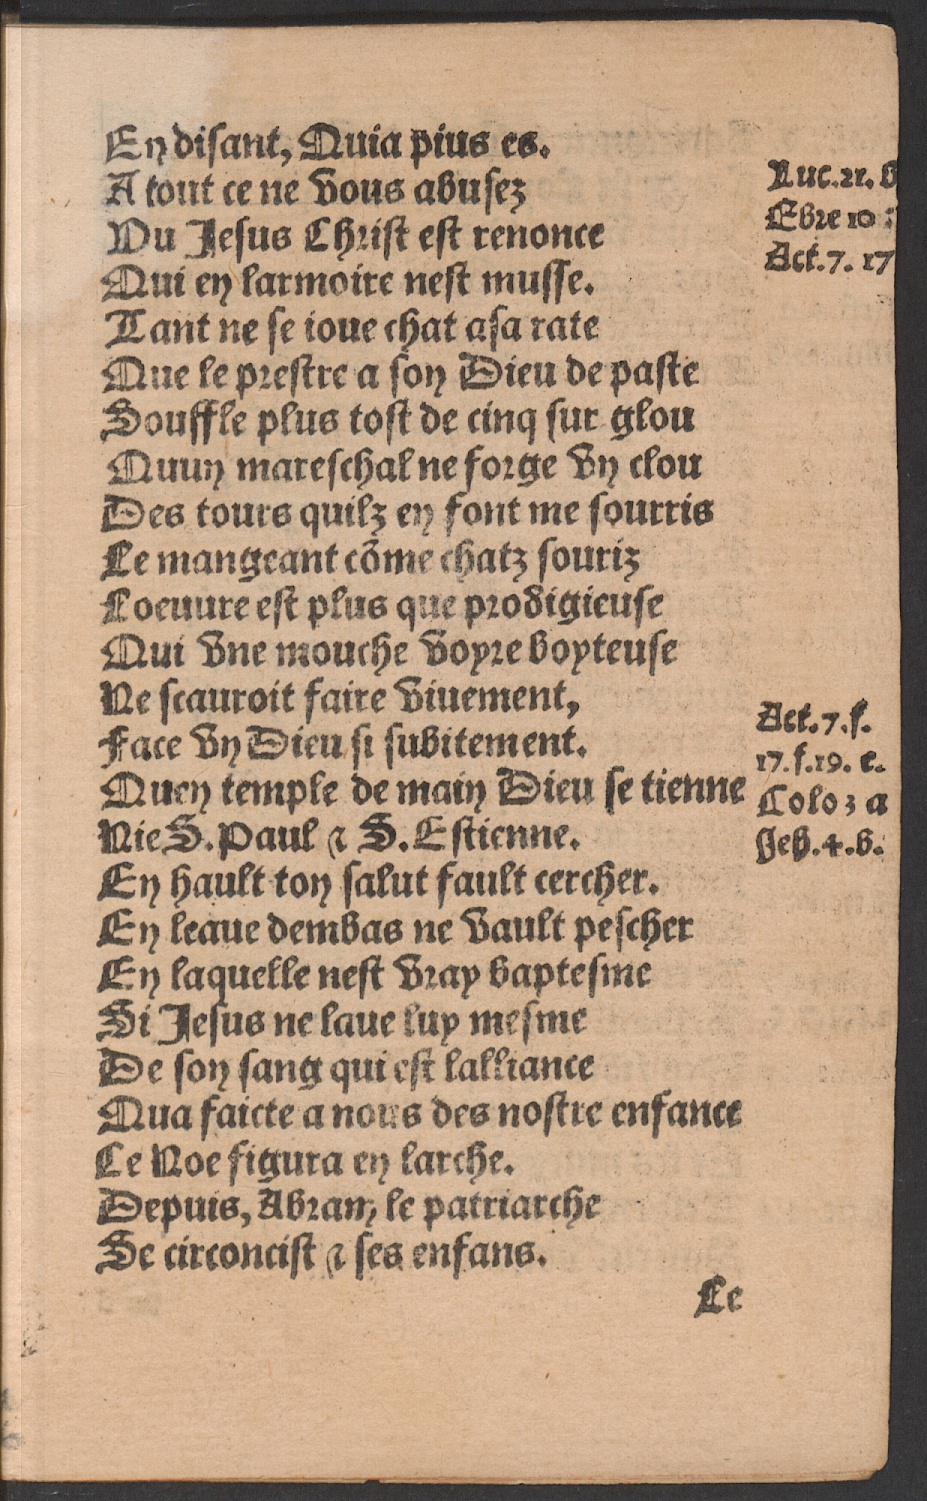 En disant, Quia pius es.
A tout ce ne vous abusez
Ou Jesus Christ est renonce
Qui en larmoire nest musse.
Tant ne se ioue chat a sa rate
Que le prestre a son Dieu de paste
Souffle plus tost de cinq sur glou
Quun mareschal ne forge vn clou
Des tours quilz en font me sourris
Le mangeant cõme chatz souriz
Loeuure est plus que prodigieuse
Qui vne mouche voyre boyteuse
Ne scauroit faire viuement,
Face vn Dieu si subitement.
Quen temple de main Dieu se tienne
Nie S. Paul & S. Estienne.
En hault ton salut fault cercher.
En leaue dembas ne vault pescher
En laquelle nest vray baptesme
Si Jesus ne laue luy mesme
De son sang qui est lalliance
Qua faicte a nous des nostre enfance
Ce Noe figura en larche.
Depuis, Abram le patriarche
Se circoncist & ses enfans.
Le
Luc. 21. b
Ebre 10
Act. 7. 17
Act. 7. f.
17. f. 19. e.
Colo 3 a
Jeh. 4. b.